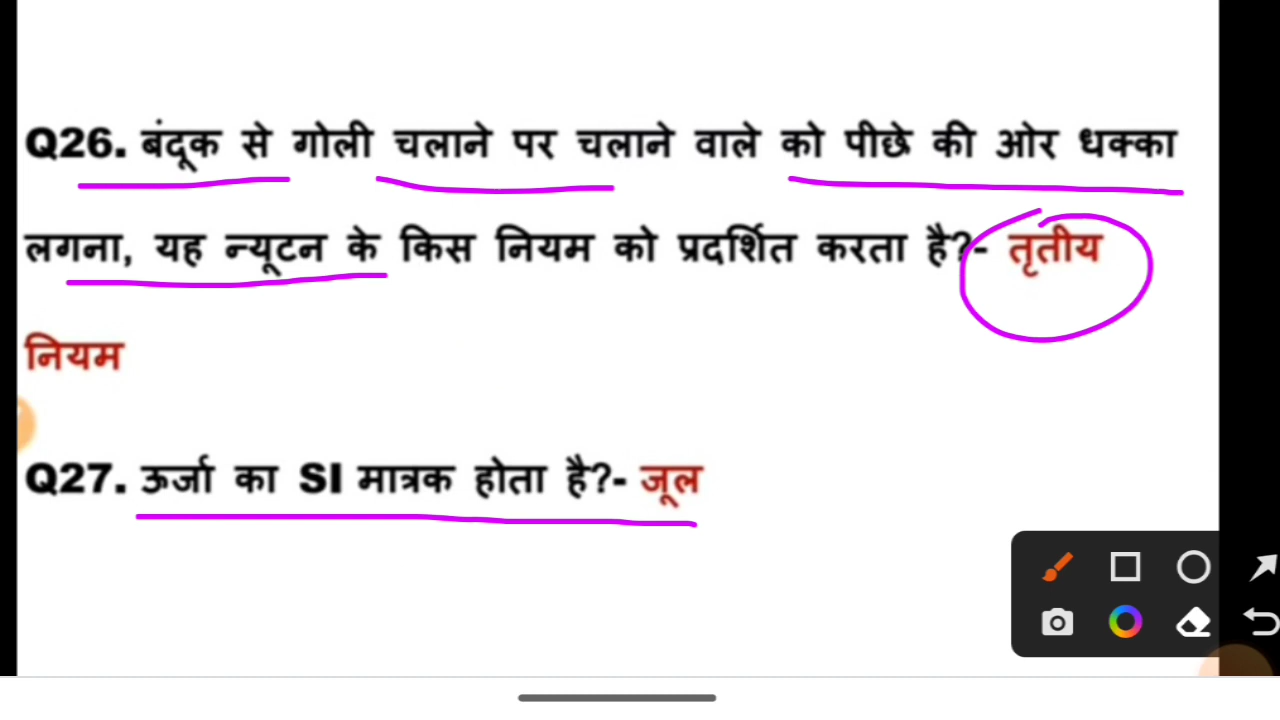 Q26. बंदूक से गोली चलाने पर चलाने वाले को पीछे की ओर धक्का
लगना, यह न्यूटन के किस नियम को प्रदर्शित करता है?- तृतीय
नियम
Q27. ऊर्जा का SI मात्रक होता है?- जूल